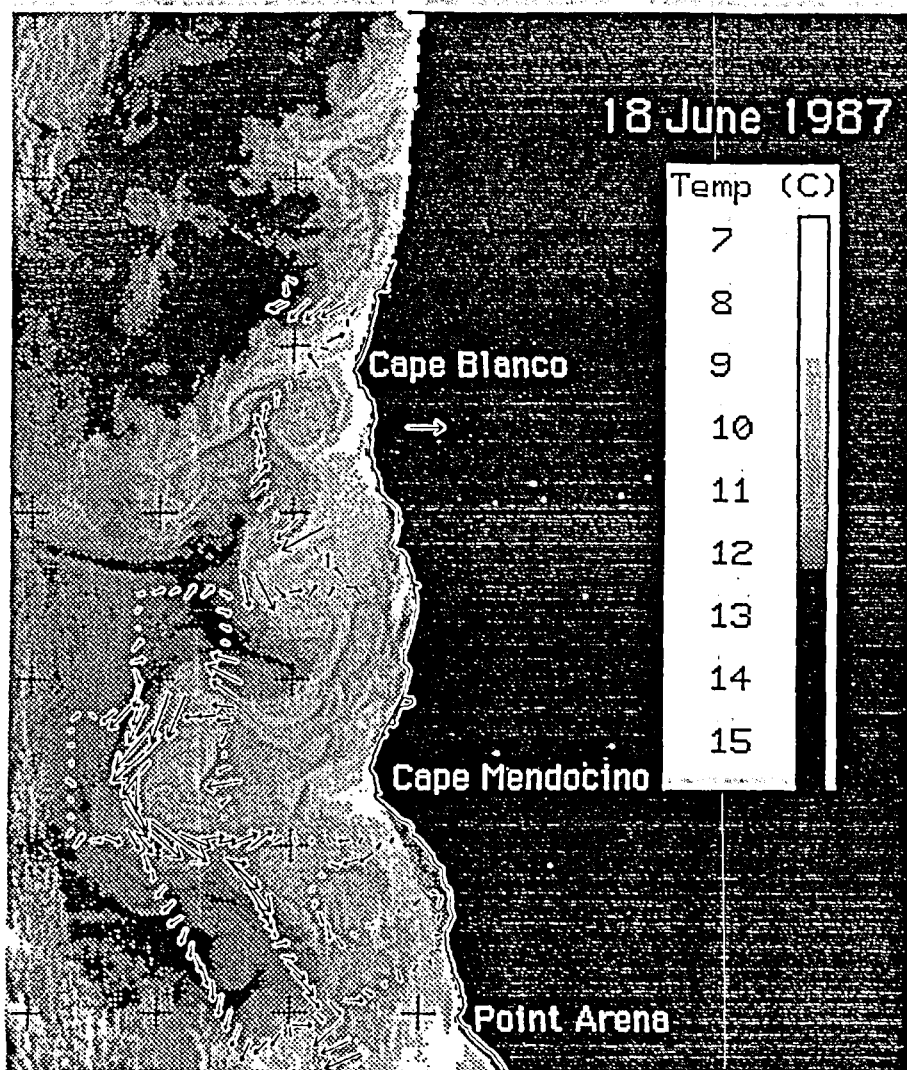 18 June 1987
Temp (C)
7
8
9
10
11
12
13
14
15
Cape Blanco
Cape Mendocino
Point Arena